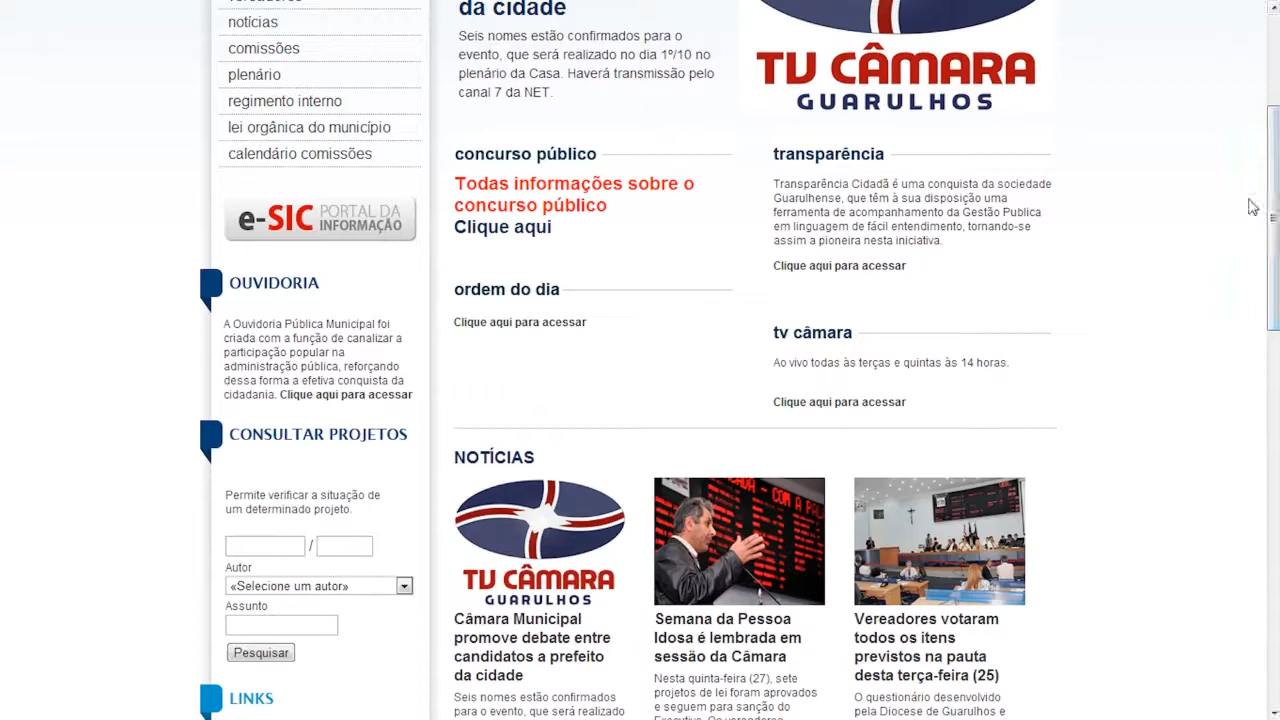 notícias
comissões
plenário
regimento interno
lei orgânica do município
calendário comissões
e-SIC PORTAL DA
INFORMAÇÃO
OUVIDORIA
A Ouvidoria Pública Municipal foi
criada com a função de canalizar a
participação popular na
administração pública, reforçando
dessa forma a efetiva conquista da
cidadania. Clique aqui para acessar
CONSULTAR PROJETOS
Permite verificar a situação de
um determinado projeto.
/
Autor
«Selecione um autor»
Assunto
Pesquisar
LINKS
da cidade
Seis nomes estão confirmados para o
evento, que será realizado no dia 1º/10 no
plenário da Casa. Haverá transmissão pelo
canal 7 da NET.
TV CÂMARA
GUARULHOS
concurso público
Todas informações sobre o
concurso público
Clique aqui
ordem do dia
Clique aqui para acessar
transparência
Transparência Cidadã é uma conquista da sociedade
Guarulhense, que têm à sua disposição uma
ferramenta de acompanhamento da Gestão Publica
em linguagem de fácil entendimento, tornando-se
assim a pioneira nesta iniciativa.
Clique aqui para acessar
tv câmara
Ao vivo todas às terças e quintas às 14 horas.
Clique aqui para acessar
NOTÍCIAS
TV CÂMARA
GUARULHOS
Câmara Municipal
promove debate entre
candidatos a prefeito
da cidade
Seis nomes estão confirmados
para o evento, que será realizado
COM A
Semana da Pessoa
Idosa é lembrada em
sessão da Câmara
Nesta quinta-feira (27), sete
projetos de lei foram aprovados
e seguem para sanção do
Vereadores votaram
todos os itens
previstos na pauta
desta terça-feira (25)
O questionário desenvolvido
pela Diocese de Guarulhos e